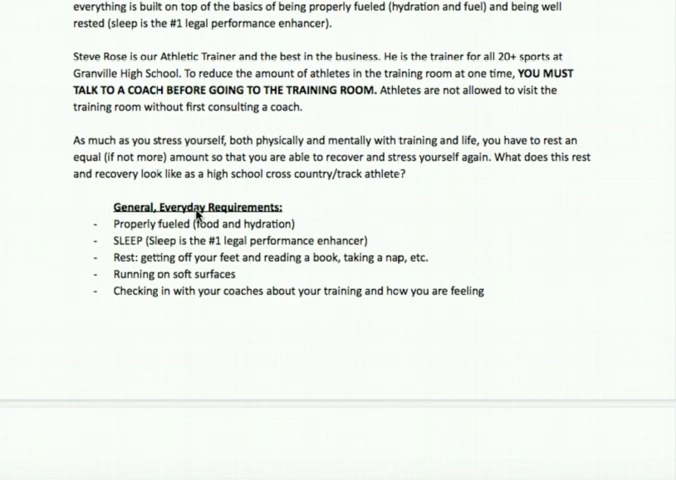 everything is built on top of the basics of being properly fueled (hydration and fuel) and being well
rested (sleep is the #1 legal performance enhancer).
Steve Rose is our Athletic Trainer and the best in the business. He is the trainer for all 20+ sports at
Granville High School. To reduce the amount of athletes in the training room at one time, YOU MUST
TALK TO A COACH BEFORE GOING TO THE TRAINING ROOM. Athletes are not allowed to visit the
training room without first consulting a coach.
As much as you stress yourself, both physically and mentally with training and life, you have to rest an
equal (if not more) amount so that you are able to recover and stress yourself again. What does this rest
and recovery look like as a high school cross country/track athlete?
General, Everyday Requirements:
- Properly fueled (food and hydration)
- SLEEP (Sleep is the #1 legal performance enhancer)
- Rest: getting off your feet and reading a book, taking a nap, etc.
- Running on soft surfaces
- Checking in with your coaches about your training and how you are feeling